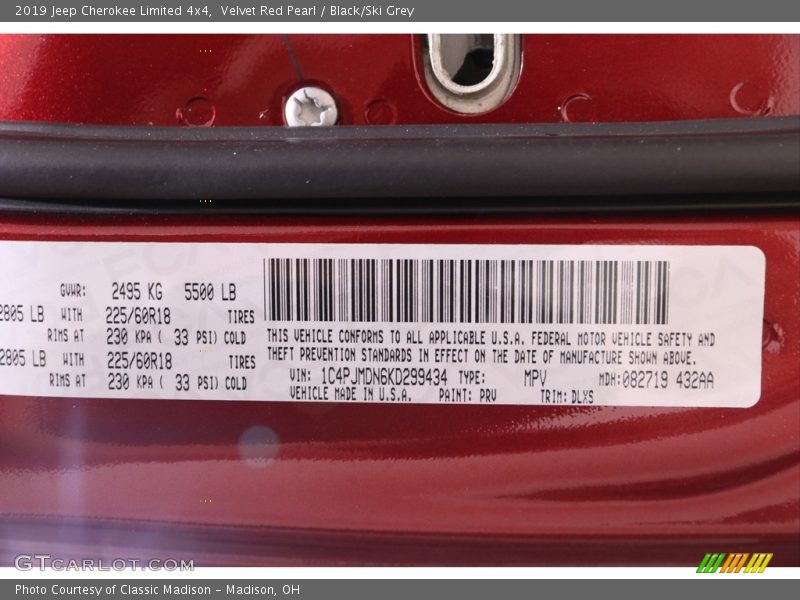 2019 Jeep Cherokee Limited 4x4, Velvet Red Pearl / Black/Ski Grey
GVWR: 2495 KG 5500 LB
2805 LB WITH 225/60R18 TIRES
RIMS AT 230 KPA ( 33 PSI) COLD
2805 LB WITH 225/60R18 TIRES
RIMS AT 230 KPA ( 33 PSI) COLD
THIS VEHICLE CONFORMS TO ALL APPLICABLE U.S.A. FEDERAL MOTOR VEHICLE SAFETY AND
THEFT PREVENTION STANDARDS IN EFFECT ON THE DATE OF MANUFACTURE SHOWN ABOVE.
VIN: 1C4PJMDN6KD299434 TYPE: MPV MDH:082719 432AA
VEHICLE MADE IN U.S.A. PAINT: PRV TRIM: DLXS
GTCARLOT.COM
Photo Courtesy of Classic Madison - Madison, OH